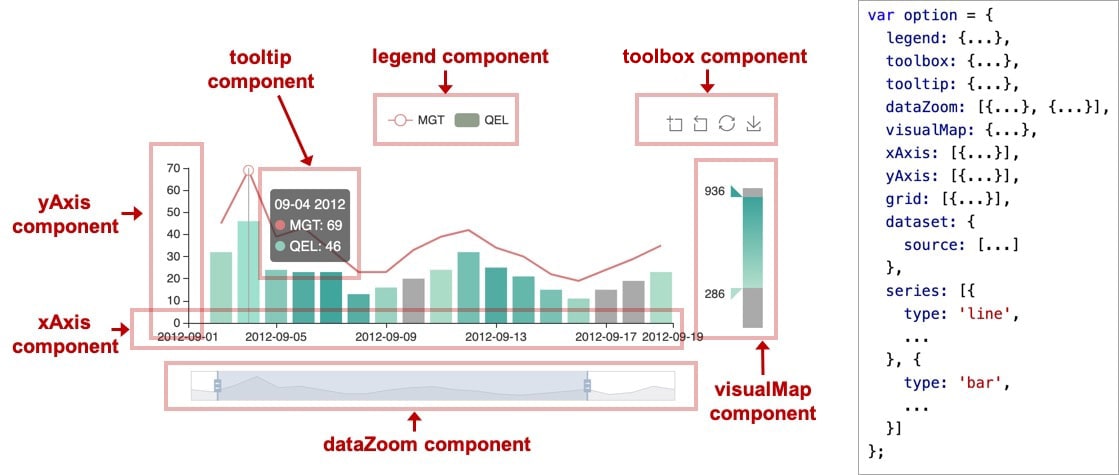 tooltip
component
legend component
toolbox component
MGT
QEL
yAxis
component
70
60
50
40
30
20
10
0
09-04 2012
MGT: 69
QEL: 46
936
286
xAxis
component
2012-09-01
2012-09-05
2012-09-09
2012-09-13
2012-09-17
2012-09-19
visualMap
component
dataZoom component
var option = {
legend: {...},
toolbox: {...},
tooltip: {...},
dataZoom: [{...}, {...}],
visualMap: {...},
xAxis: [{...}],
yAxis: [{...}],
grid: [{...}],
dataset: {
source: [...]
},
series: [{
type: 'line',
...
}, {
type: 'bar',
...
}]
};